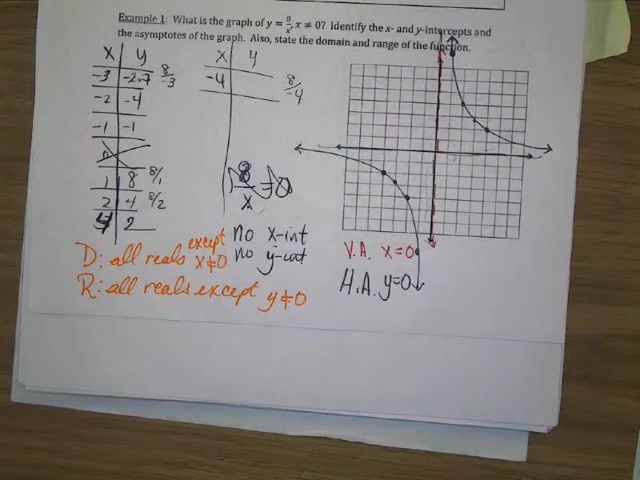 Example 1: What is the graph of y = 8/x, x ≠ 0? Identify the x- and y-intercepts and
the asymptotes of the graph. Also, state the domain and range of the function.
x y
-3 -2.7 8/-3
-2 -4
-1 -1
0
1 8 8/1
2 4 8/2
4 2
x y
-4 8/-4
8/x = 0
no x-int
no y-int
D: all reals except x≠0
R: all reals except y≠0
V.A. x=0
H.A. y=0